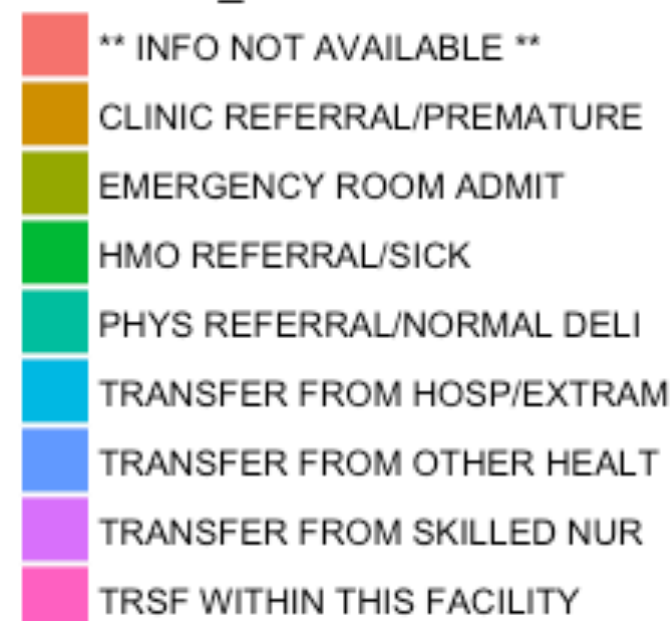 ** INFO NOT AVAILABLE **
CLINIC REFERRAL/PREMATURE
EMERGENCY ROOM ADMIT
HMO REFERRAL/SICK
PHYS REFERRAL/NORMAL DELI
TRANSFER FROM HOSP/EXTRAM
TRANSFER FROM OTHER HEALT
TRANSFER FROM SKILLED NUR
TRSF WITHIN THIS FACILITY